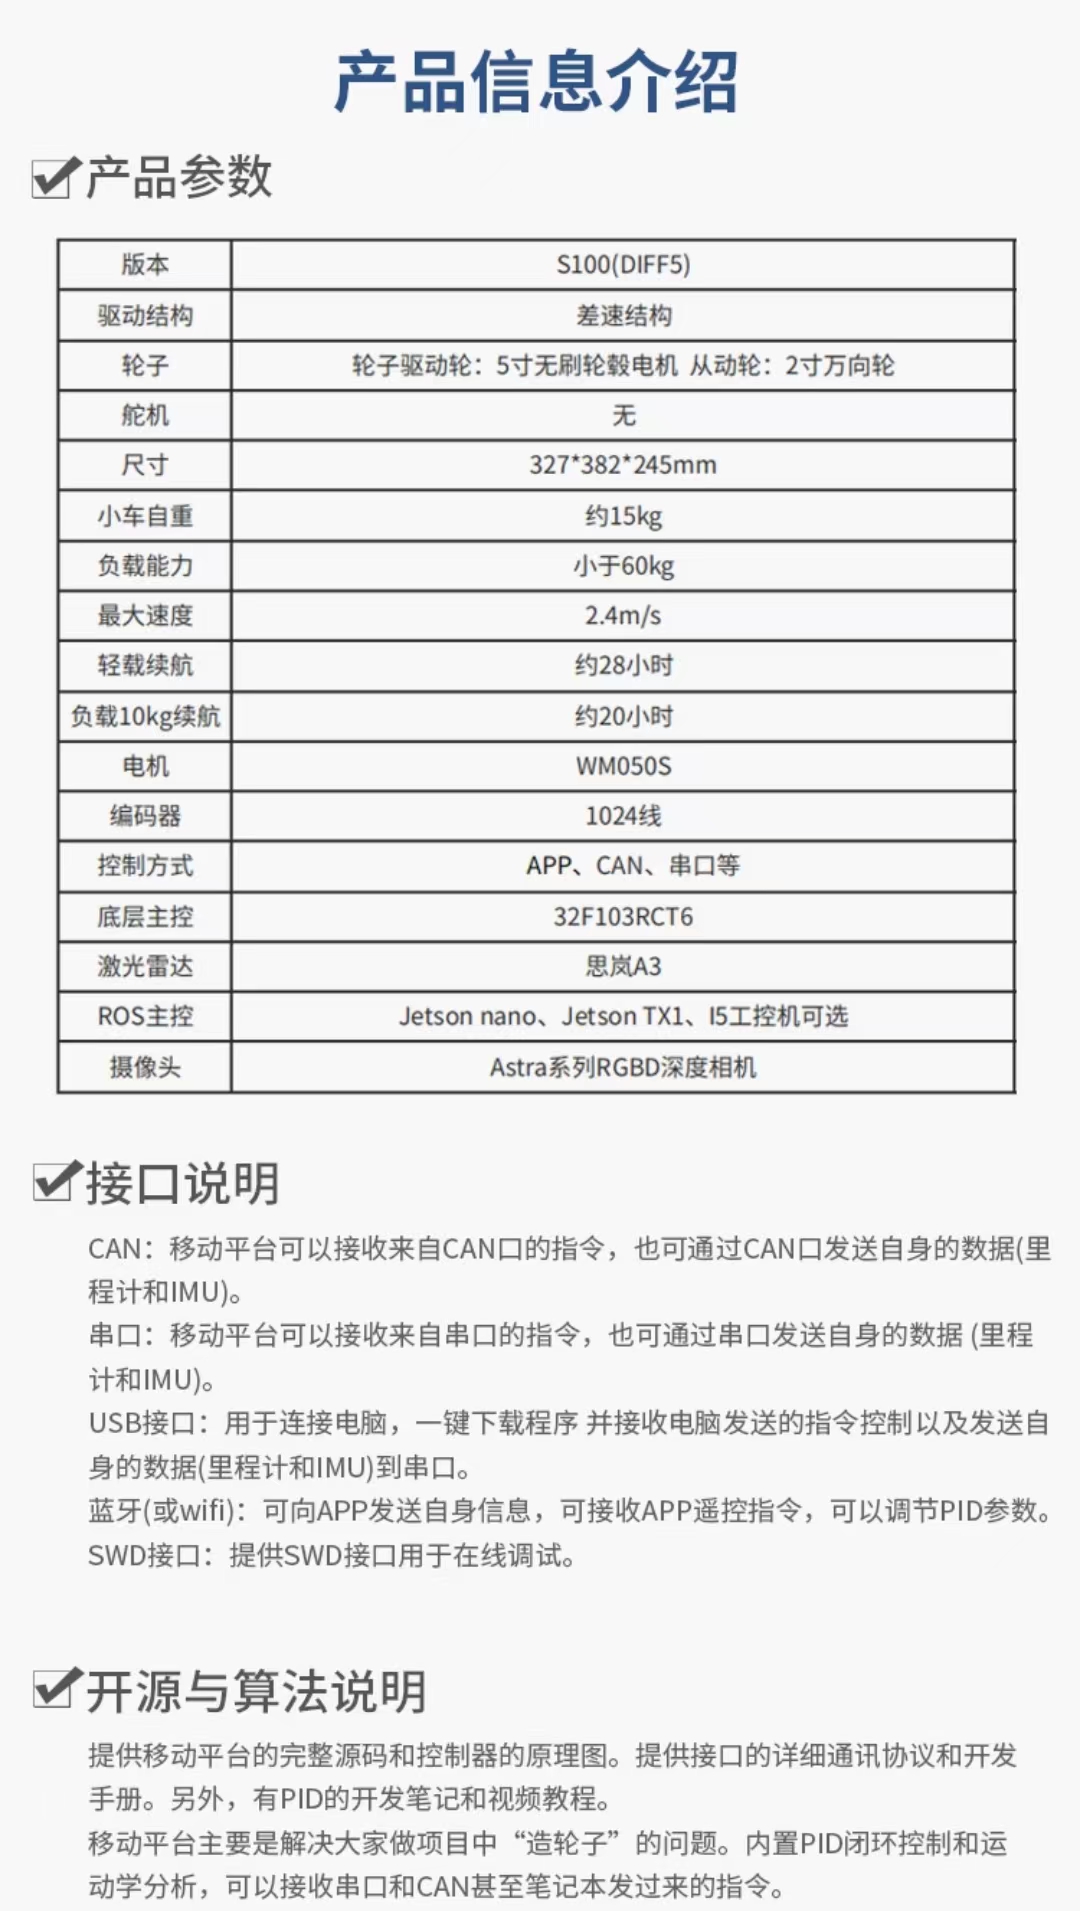 产品信息介绍
产品参数
版本 S100(DIFF5)
驱动结构 差速结构
轮子 轮子驱动轮：5寸无刷轮毂电机 从动轮：2寸万向轮
舵机 无
尺寸 327*382*245mm
小车自重 约15kg
负载能力 小于60kg
最大速度 2.4m/s
轻载续航 约28小时
负载10kg续航 约20小时
电机 WM050S
编码器 1024线
控制方式 APP、CAN、串口等
底层主控 32F103RCT6
激光雷达 思岚A3
ROS主控 Jetson nano、Jetson TX1、I5工控机可选
摄像头 Astra系列RGBD深度相机
接口说明
CAN：移动平台可以接收来自CAN口的指令，也可通过CAN口发送自身的数据(里
程计和IMU)。
串口：移动平台可以接收来自串口的指令，也可通过串口发送自身的数据 (里程
计和IMU)。
USB接口：用于连接电脑，一键下载程序 并接收电脑发送的指令控制以及发送自
身的数据(里程计和IMU)到串口。
蓝牙(或wifi)：可向APP发送自身信息，可接收APP遥控指令，可以调节PID参数。
SWD接口：提供SWD接口用于在线调试。
开源与算法说明
提供移动平台的完整源码和控制器的原理图。提供接口的详细通讯协议和开发
手册。另外，有PID的开发笔记和视频教程。
移动平台主要是解决大家做项目中“造轮子”的问题。内置PID闭环控制和运
动学分析，可以接收串口和CAN甚至笔记本发过来的指令。